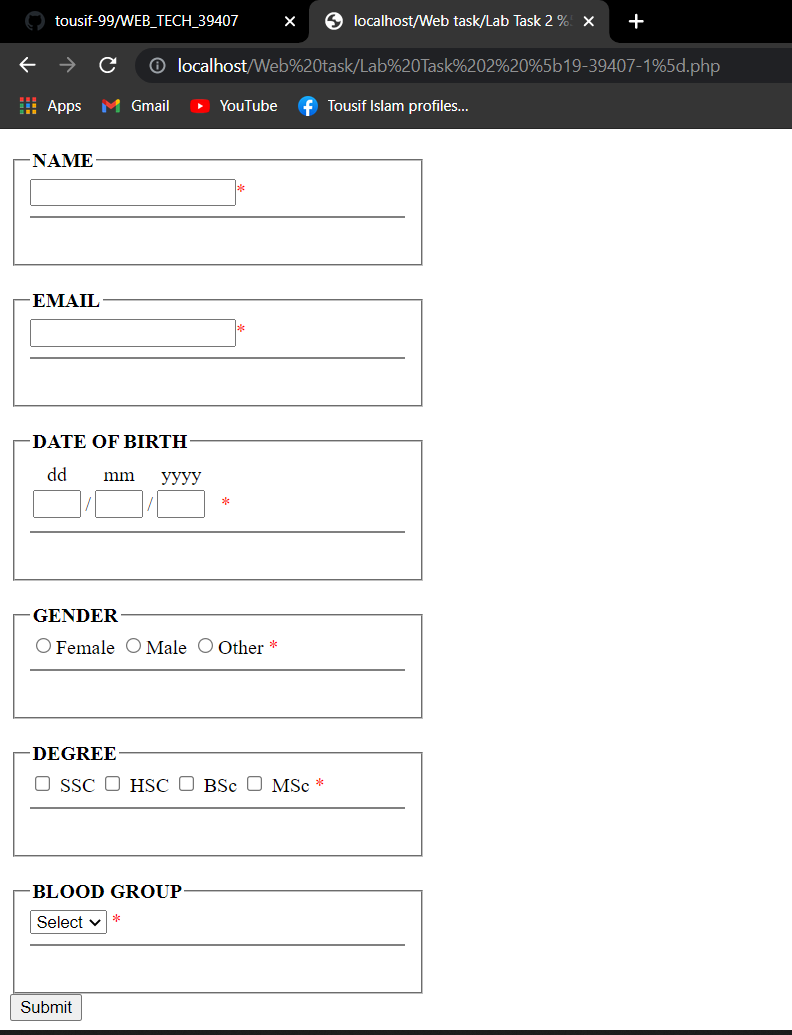 tousif-99/WEB_TECH_39407
localhost/Web task/Lab Task 2 %5
localhost/Web%20task/Lab%20Task%202%20%5b19-39407-1%5d.php
Apps Gmail YouTube Tousif Islam profiles...
NAME
*
EMAIL
*
DATE OF BIRTH
dd mm yyyy
/ / *
GENDER
Female Male Other *
DEGREE
SSC HSC BSc MSc *
BLOOD GROUP
Select *
Submit